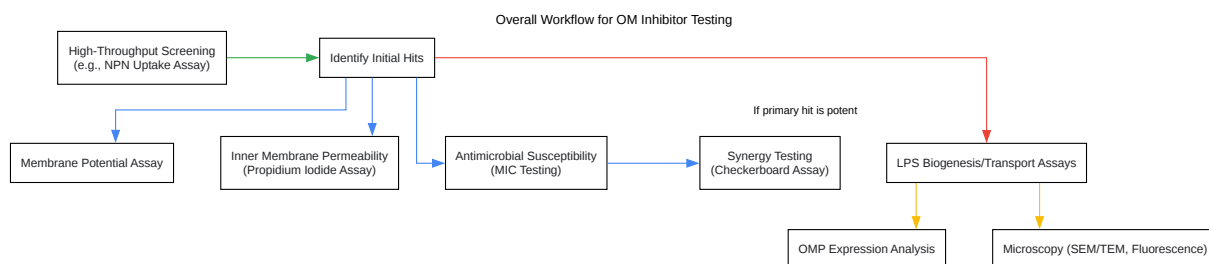 Overall Workflow for OM Inhibitor Testing
High-Throughput Screening
(e.g., NPN Uptake Assay)
Identify Initial Hits
If primary hit is potent
Membrane Potential Assay
Inner Membrane Permeability
(Propidium Iodide Assay)
Antimicrobial Susceptibility
(MIC Testing)
Synergy Testing
(Checkerboard Assay)
LPS Biogenesis/Transport Assays
OMP Expression Analysis
Microscopy (SEM/TEM, Fluorescence)